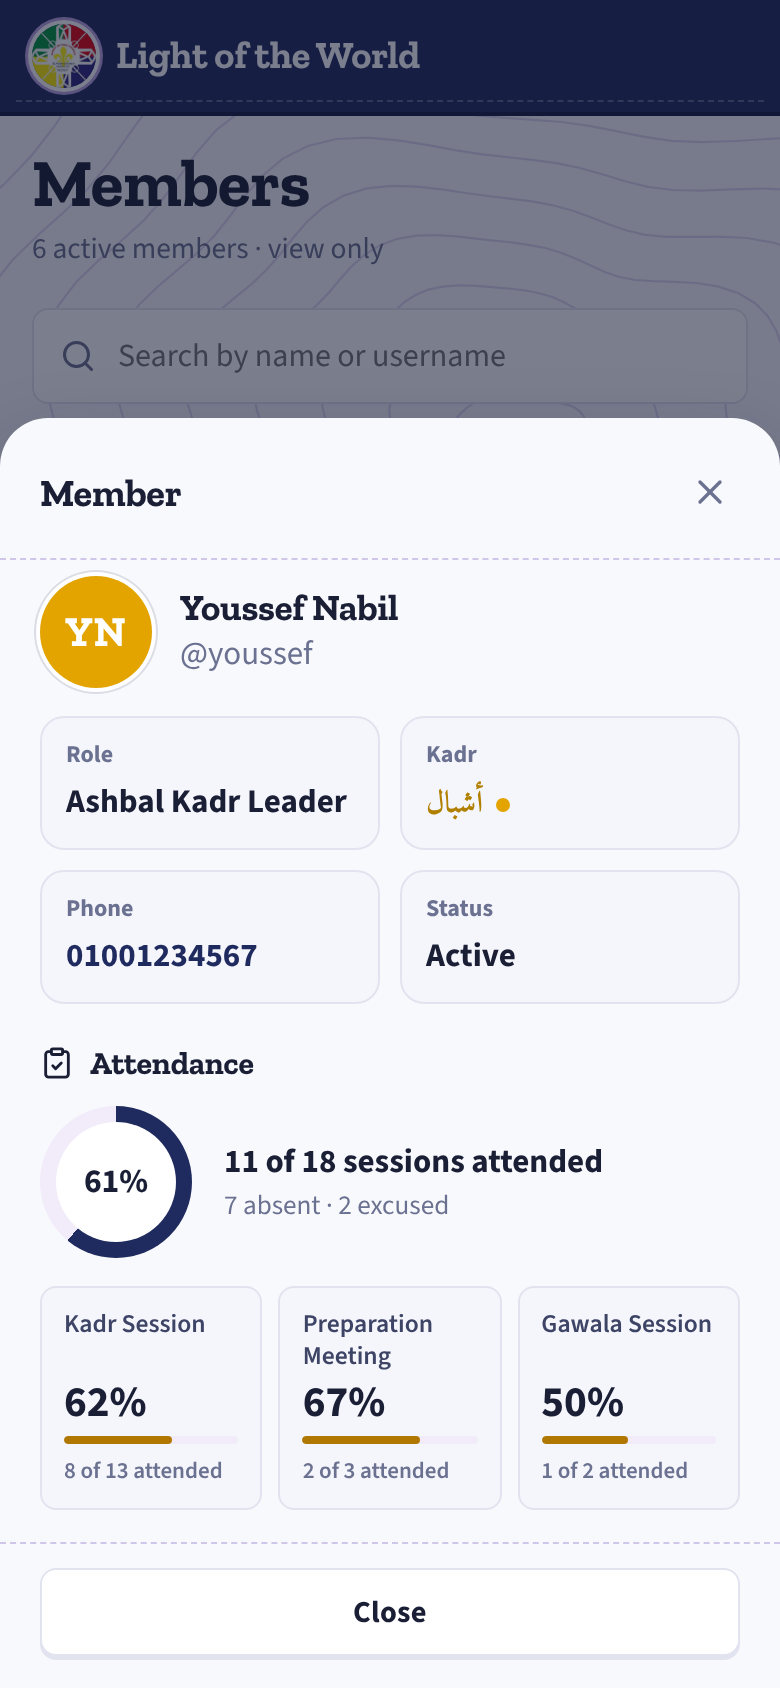 Light of the World
Members
6 active members · view only
Search by name or username
Member
YN
Youssef Nabil
@youssef
Role
Ashbal Kadr Leader
Kadr
أشبال
Phone
01001234567
Status
Active
Attendance
61%
11 of 18 sessions attended
7 absent · 2 excused
Kadr Session
62%
8 of 13 attended
Preparation
Meeting
67%
2 of 3 attended
Gawala Session
50%
1 of 2 attended
Close